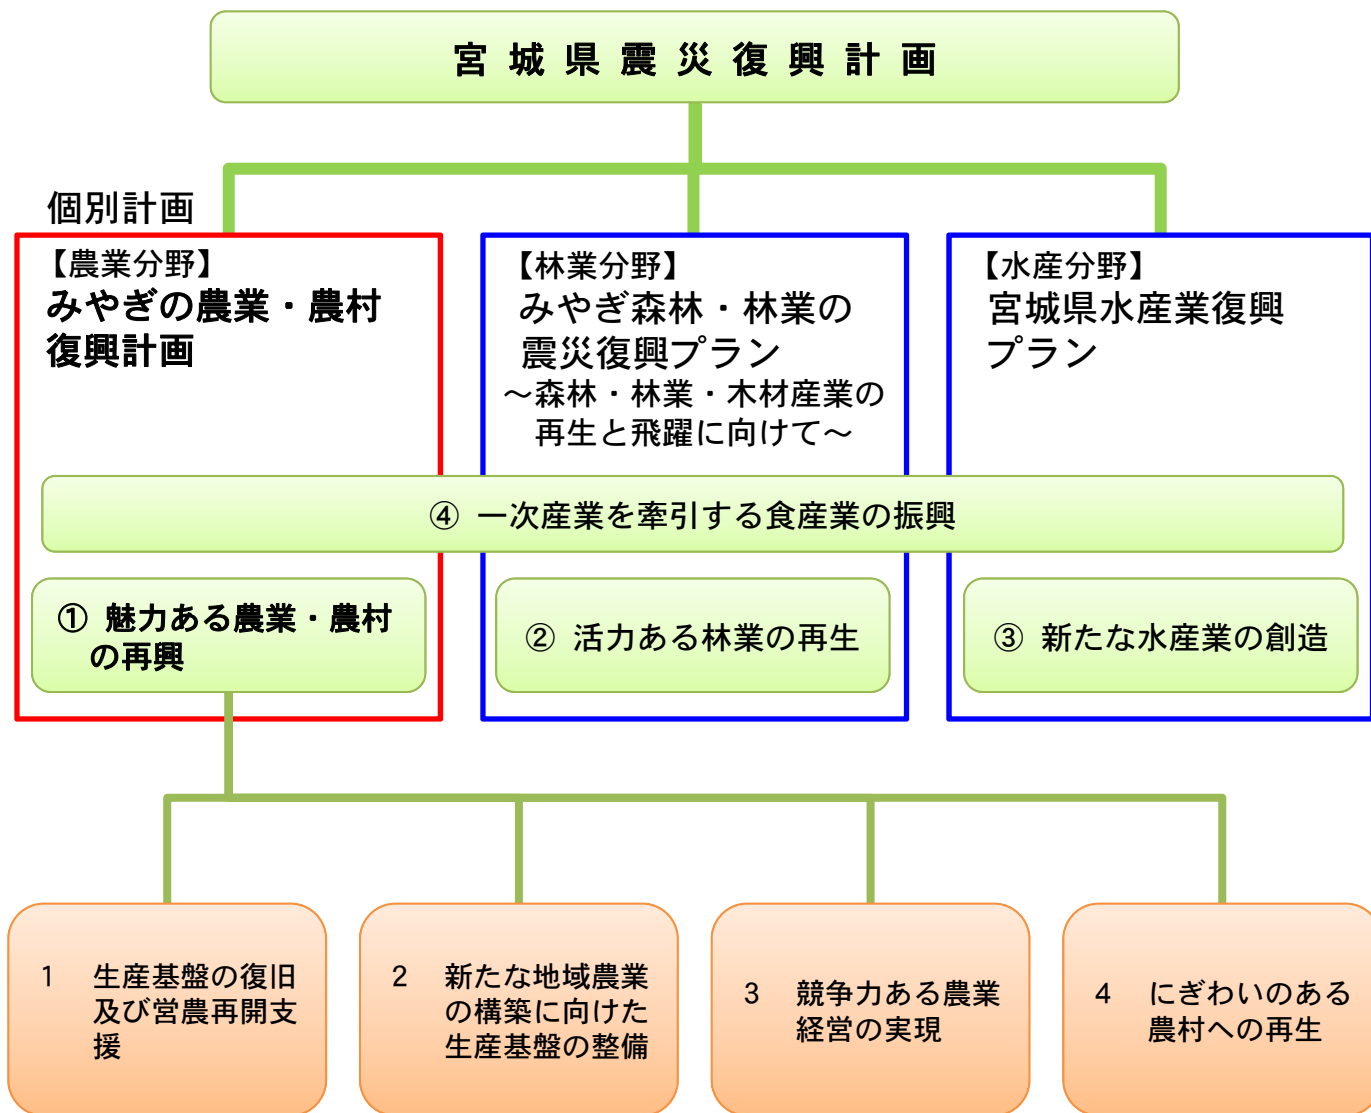 宮城県震災復興計画
個別計画
【農業分野】
みやぎの農業・農村
復興計画
【林業分野】
みやぎ森林・林業の
震災復興プラン
～森林・林業・木材産業の
再生と飛躍に向けて～
【水産分野】
宮城県水産業復興
プラン
④ 一次産業を牽引する食産業の振興
① 魅力ある農業・農村
の再興
② 活力ある林業の再生
③ 新たな水産業の創造
1 生産基盤の復旧
及び営農再開支
援
2 新たな地域農業
の構築に向けた
生産基盤の整備
3 競争力ある農業
経営の実現
4 にぎわいのある
農村への再生